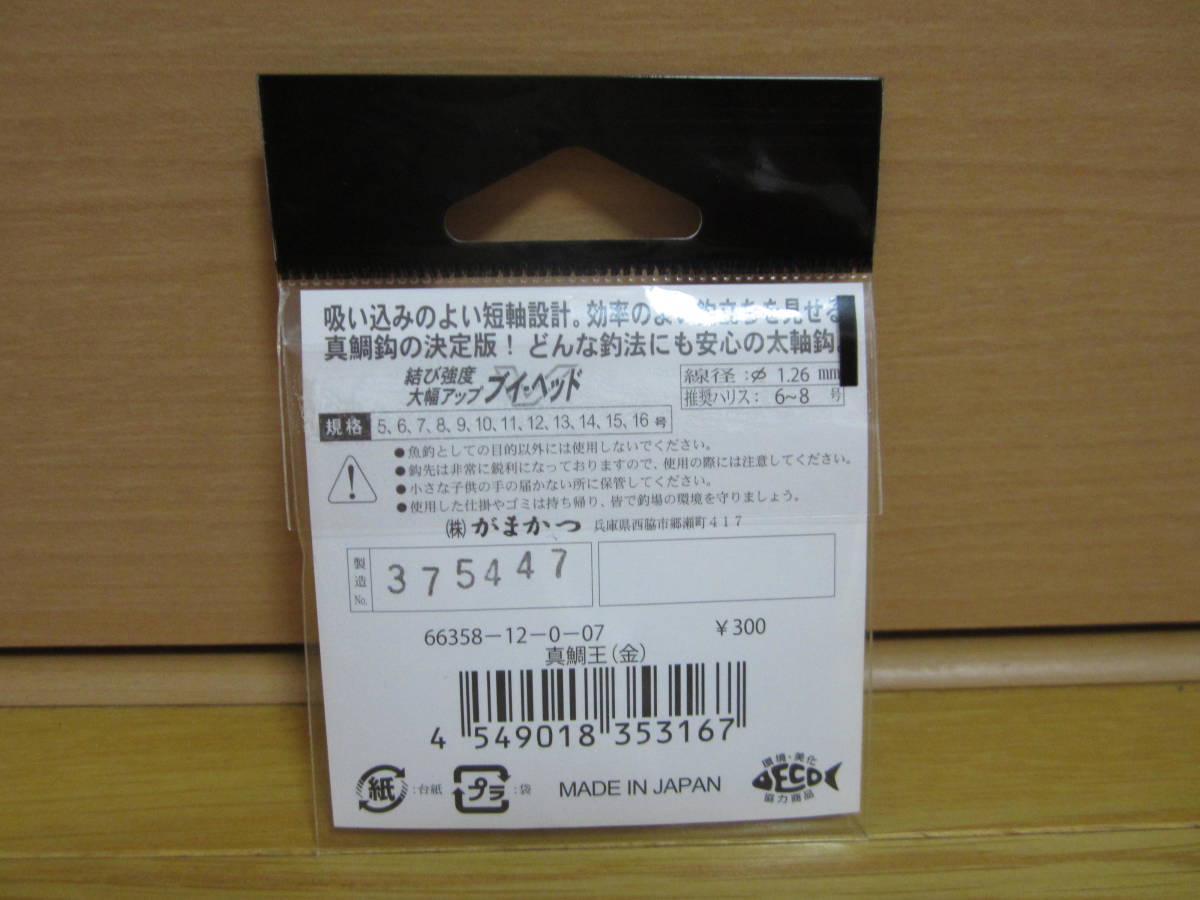 吸い込みのよい短軸設計。効率のよい鈎立ちを見せる
真鯛鈎の決定版！どんな釣法にも安心の太軸鈎。
結び強度
大幅アップ ブイ・ヘッド
線径：φ 1.26 mm
推奨ハリス： 6~8 号
規格 5、6、7、8、9、10、11、12、13、14、15、16 号
●魚釣としての目的以外には使用しないでください。
●鈎先は非常に鋭利になっておりますので、使用の際には注意してください。
●小さな子供の手の届かない所に保管してください。
●使用した仕掛やゴミは持ち帰り、皆で釣場の環境を守りましょう。
㈱がまかつ 兵庫県西脇市郷瀬町417
製造No. 375447
66358-12-0-07 ￥300
真鯛王（金）
4 549018 353167
紙：台紙 プラ：袋 MADE IN JAPAN
環境・美化
ECO
協力商品